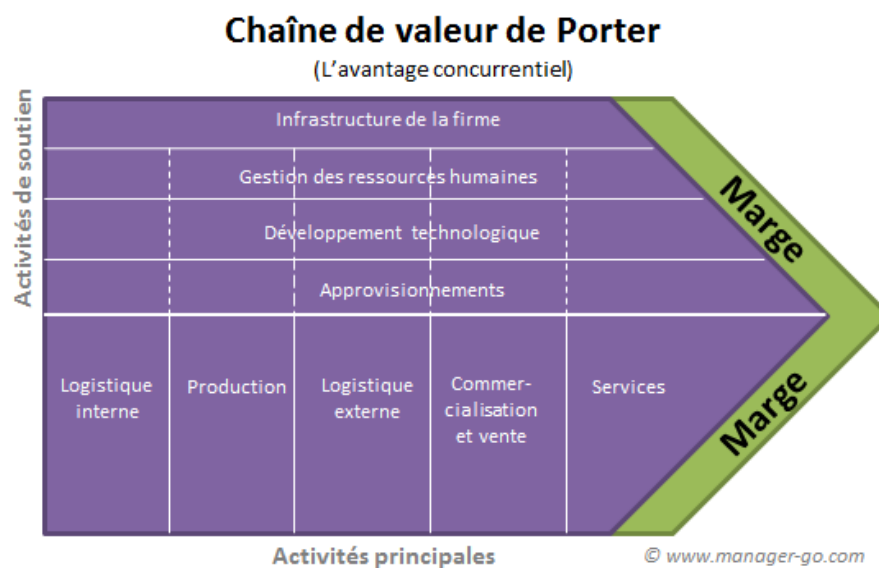 Chaîne de valeur de Porter
(L'avantage concurrentiel)
Activités de soutien
Infrastructure de la firme
Gestion des ressources humaines
Développement technologique
Approvisionnements
Marge
Logistique
interne
Production
Logistique
externe
Commer-
cialisation
et vente
Services
Marge
Activités principales
© www.manager-go.com